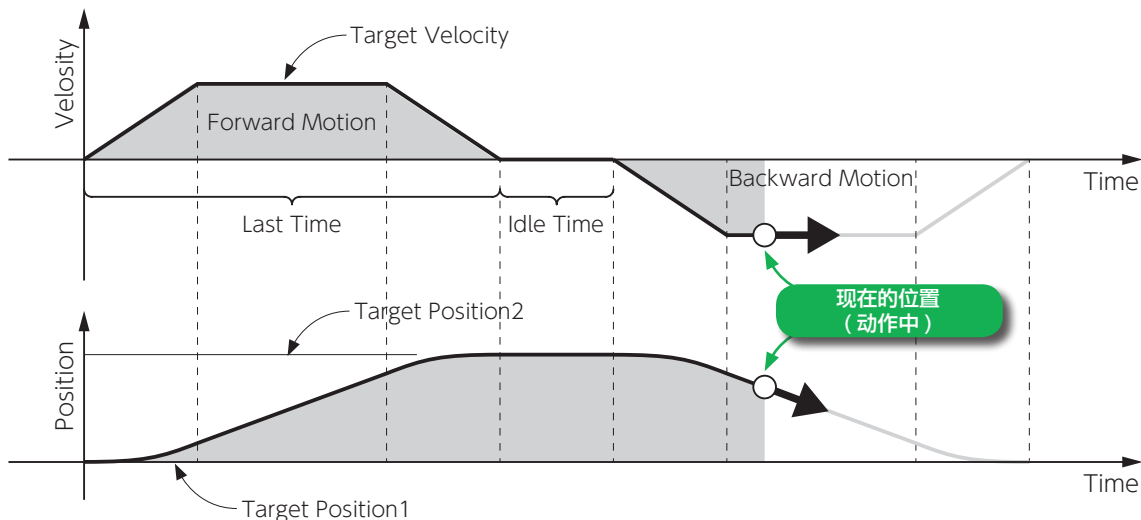 Target Velocity
Velosity
Forward Motion
Backward Motion
Time
Last Time
Idle Time
现在的位置
（动作中）
Target Position2
Position
Time
Target Position1